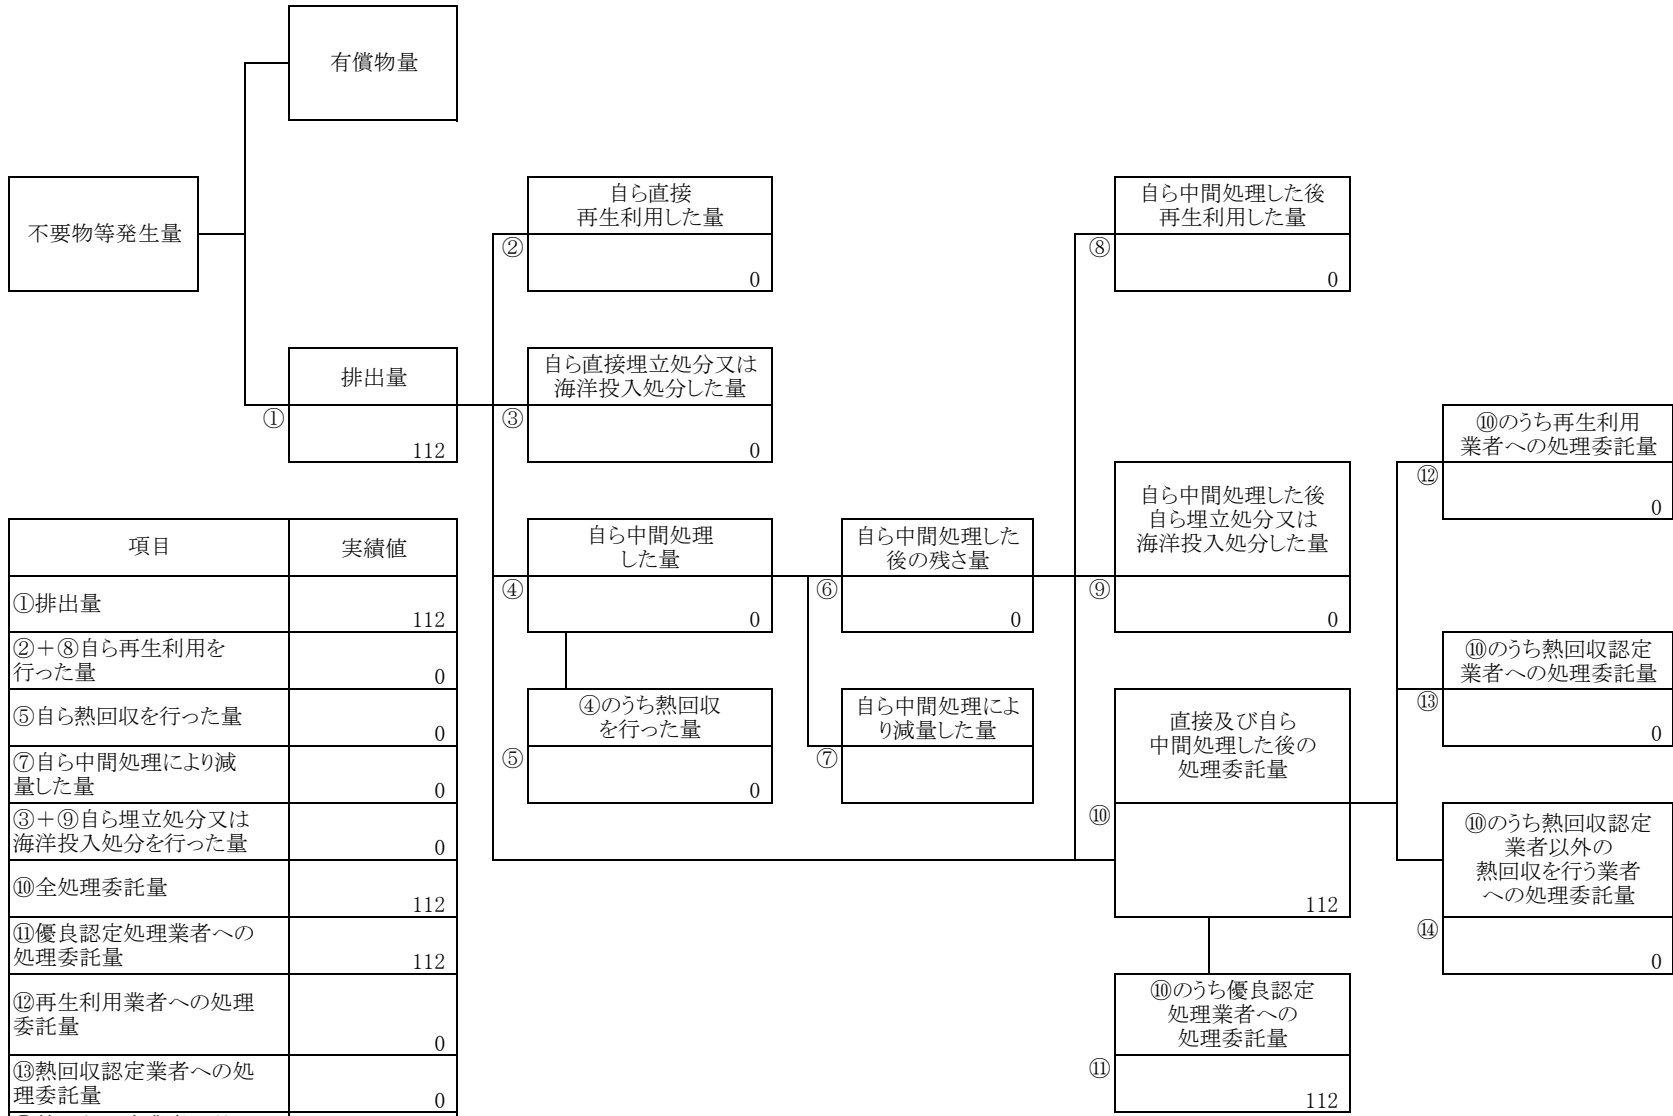 有償物量
不要物等発生量
自ら直接
再生利用した量
②
0
自ら中間処理した後
再生利用した量
⑧
0
排出量
①
112
自ら直接埋立処分又は
海洋投入処分した量
③
0
⑩のうち再生利用
業者への処理委託量
⑫
0
自ら中間処理
した量
④
0
自ら中間処理した
後の残さ量
⑥
0
自ら中間処理した後
自ら埋立処分又は
海洋投入処分した量
⑨
0
⑩のうち熱回収認定
業者への処理委託量
⑬
0
④のうち熱回収
を行った量
⑤
0
自ら中間処理によ
り減量した量
⑦
直接及び自ら
中間処理した後の
処理委託量
⑩
112
⑩のうち熱回収認定
業者以外の
熱回収を行う業者
への処理委託量
⑭
0
⑩のうち優良認定
処理業者への
処理委託量
⑪
112
項目
実績値
①排出量
112
②+⑧自ら再生利用を
行った量
0
⑤自ら熱回収を行った量
0
⑦自ら中間処理により減
量した量
0
③+⑨自ら埋立処分又は
海洋投入処分を行った量
0
⑩全処理委託量
112
⑪優良認定処理業者への
処理委託量
112
⑫再生利用業者への処理
委託量
0
⑬熱回収認定業者への処
理委託量
0